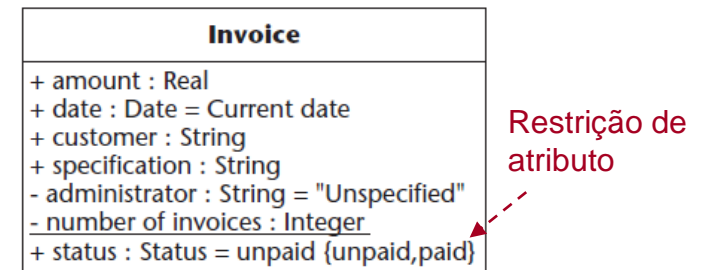 Invoice
+ amount : Real
+ date : Date = Current date
+ customer : String
+ specification : String
- administrator : String = "Unspecified"
- number of invoices : Integer
+ status : Status = unpaid {unpaid,paid}
Restrição de
atributo